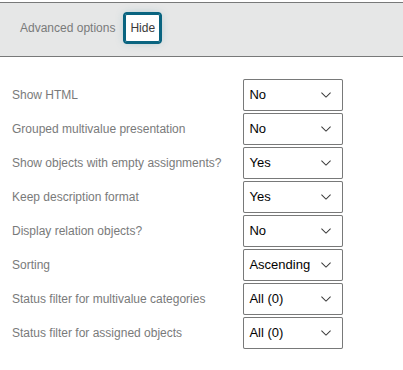 Advanced options Hide
Show HTML No
Grouped multivalue presentation No
Show objects with empty assignments? Yes
Keep description format Yes
Display relation objects? No
Sorting Ascending
Status filter for multivalue categories All (0)
Status filter for assigned objects All (0)